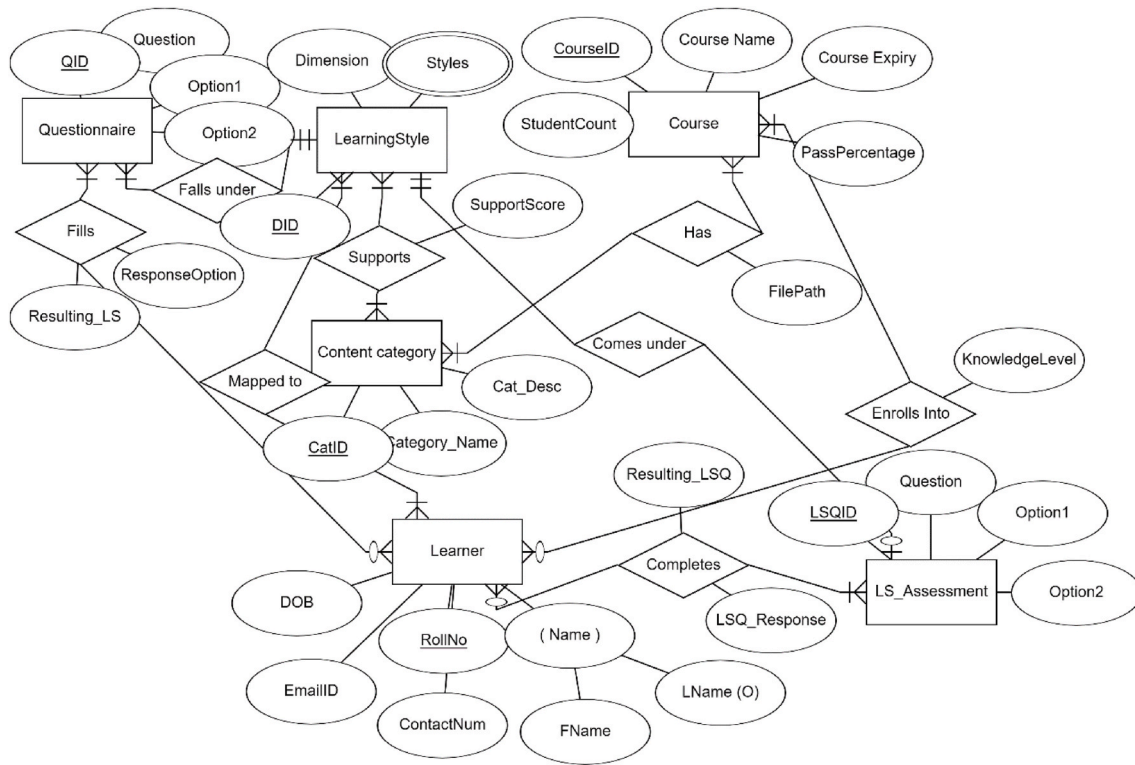 Question
QID
Option1
Option2
Questionnaire
Dimension
Styles
LearningStyle
CourseID
Course Name
Course Expiry
StudentCount
Course
PassPercentage
Falls under
DID
Fills
ResponseOption
Resulting_LS
SupportScore
Supports
Has
FilePath
Content category
Comes under
Mapped to
Cat_Desc
KnowledgeLevel
Enrolls Into
CatID
Category_Name
Resulting_LSQ
Question
LSQID
Option1
Learner
Completes
LS_Assessment
Option2
DOB
LSQ_Response
RollNo
( Name )
EmailID
ContactNum
LName (O)
FName